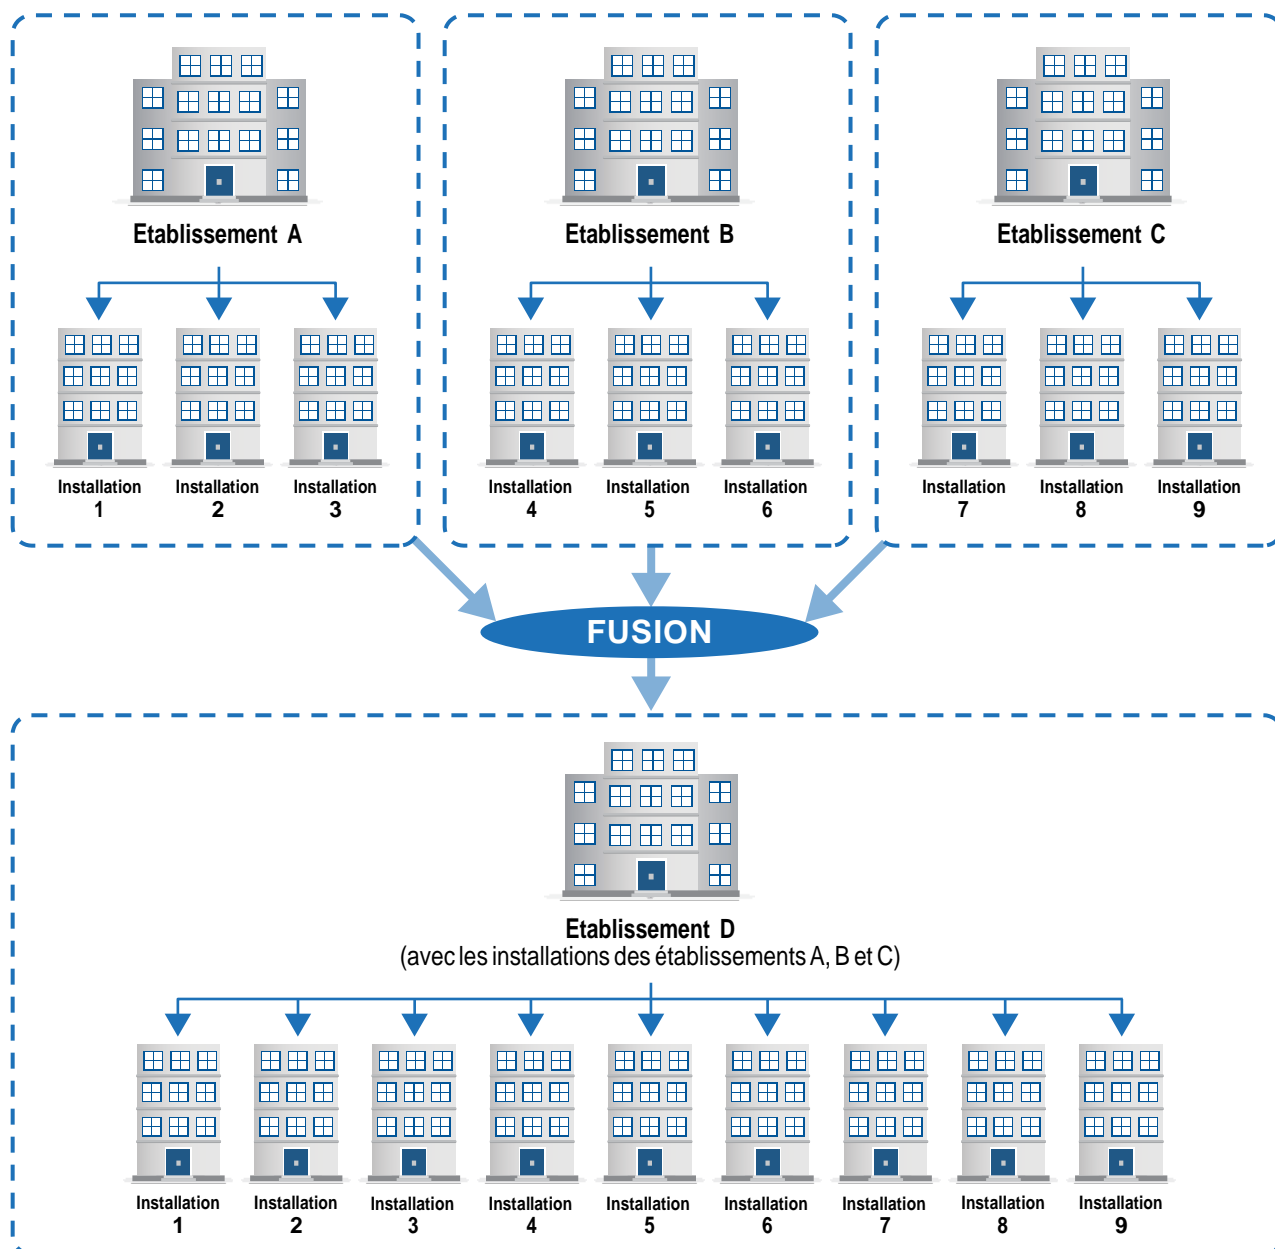 Etablissement A
Etablissement B
Etablissement C
Installation
1
Installation
2
Installation
3
Installation
4
Installation
5
Installation
6
Installation
7
Installation
8
Installation
9
FUSION
Etablissement D
(avec les installations des établissements A, B et C)
Installation
1
Installation
2
Installation
3
Installation
4
Installation
5
Installation
6
Installation
7
Installation
8
Installation
9